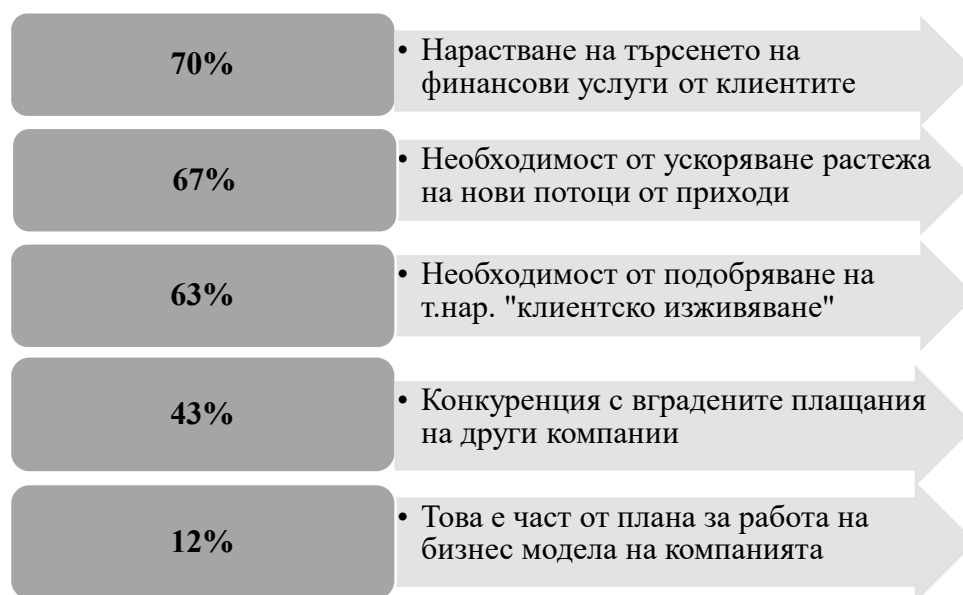 70%
• Нарастване на търсенето на
финансови услуги от клиентите
67%
• Необходимост от ускоряване растежа
на нови потоци от приходи
63%
• Необходимост от подобряване на
т.нар. "клиентско изживяване"
43%
• Конкуренция с вградените плащания
на други компании
12%
• Това е част от плана за работа на
бизнес модела на компанията